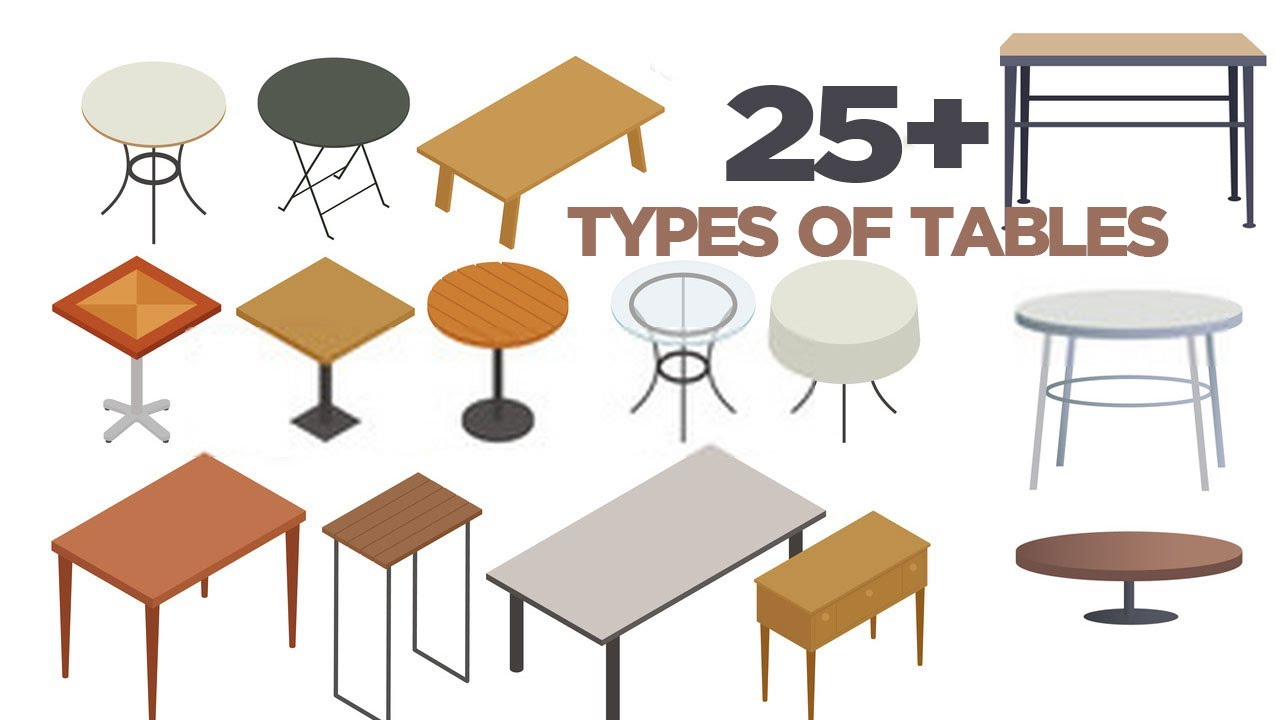 25+
TYPES OF TABLES